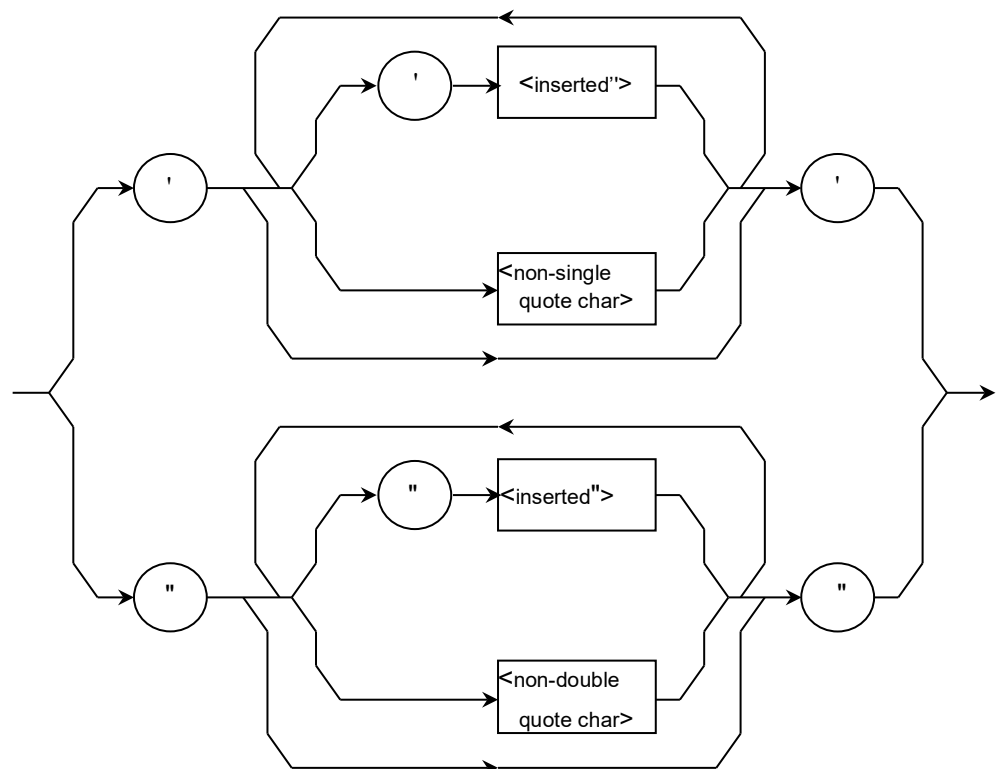 '
<inserted''>
'
'
<non-single
quote char>
"
<inserted">
"
"
<non-double
quote char>